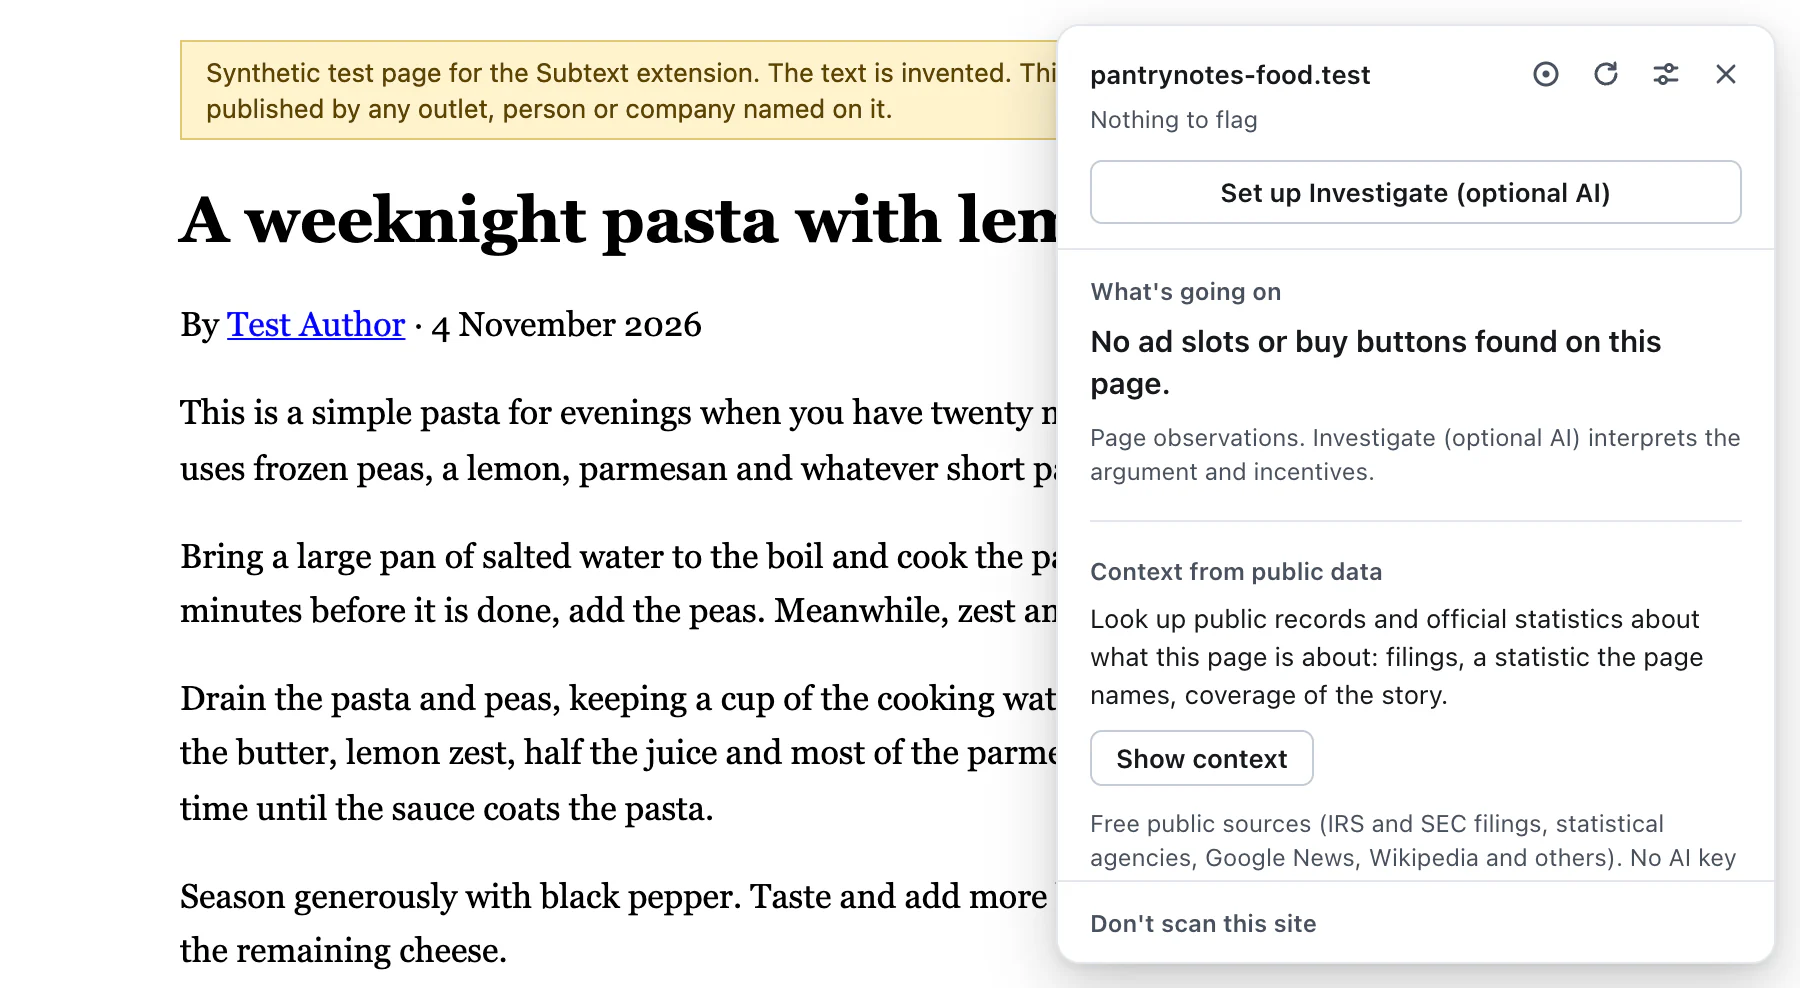 Synthetic test page for the Subtext extension. The text is invented. Thi
published by any outlet, person or company named on it.
A weeknight pasta with lem
By Test Author · 4 November 2026
This is a simple pasta for evenings when you have twenty
uses frozen peas, a lemon, parmesan and whatever short pa
Bring a large pan of salted water to the boil and cook the pa
minutes before it is done, add the peas. Meanwhile, zest an
Drain the pasta and peas, keeping a cup of the cooking wat
the butter, lemon zest, half the juice and most of the parme
time until the sauce coats the pasta.
Season generously with black pepper. Taste and add more
the remaining cheese.
pantrynotes-food.test
Nothing to flag
Set up Investigate (optional AI)
What's going on
No ad slots or buy buttons found on this
page.
Page observations. Investigate (optional AI) interprets the
argument and incentives.
Context from public data
Look up public records and official statistics about
what this page is about: filings, a statistic the page
names, coverage of the story.
Show context
Free public sources (IRS and SEC filings, statistical
agencies, Google News, Wikipedia and others). No AI key
Don't scan this site